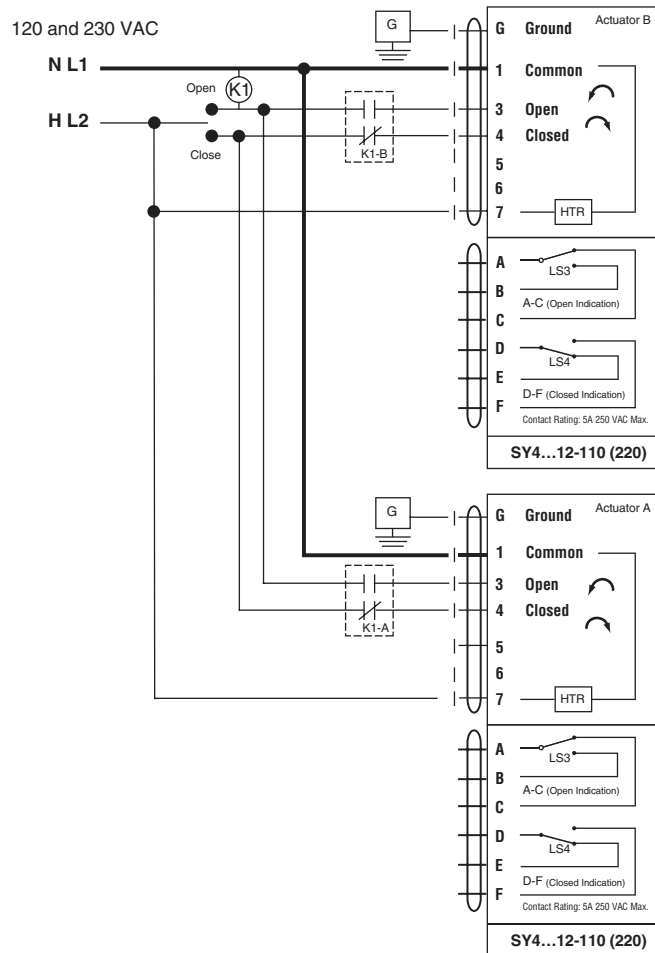 120 and 230 VAC
N L1
H L2
Open
K1
Close
K1-B
G
G Ground
Actuator B
1 Common
3 Open
4 Closed
5
6
7
HTR
A
LS3
B
A-C (Open Indication)
C
D
LS4
E
D-F (Closed Indication)
F
Contact Rating: 5A 250 VAC Max.
SY4…12-110 (220)
G
G Ground
Actuator A
1 Common
3 Open
4 Closed
K1-A
5
6
7
HTR
A
LS3
B
A-C (Open Indication)
C
D
LS4
E
D-F (Closed Indication)
F
Contact Rating: 5A 250 VAC Max.
SY4…12-110 (220)